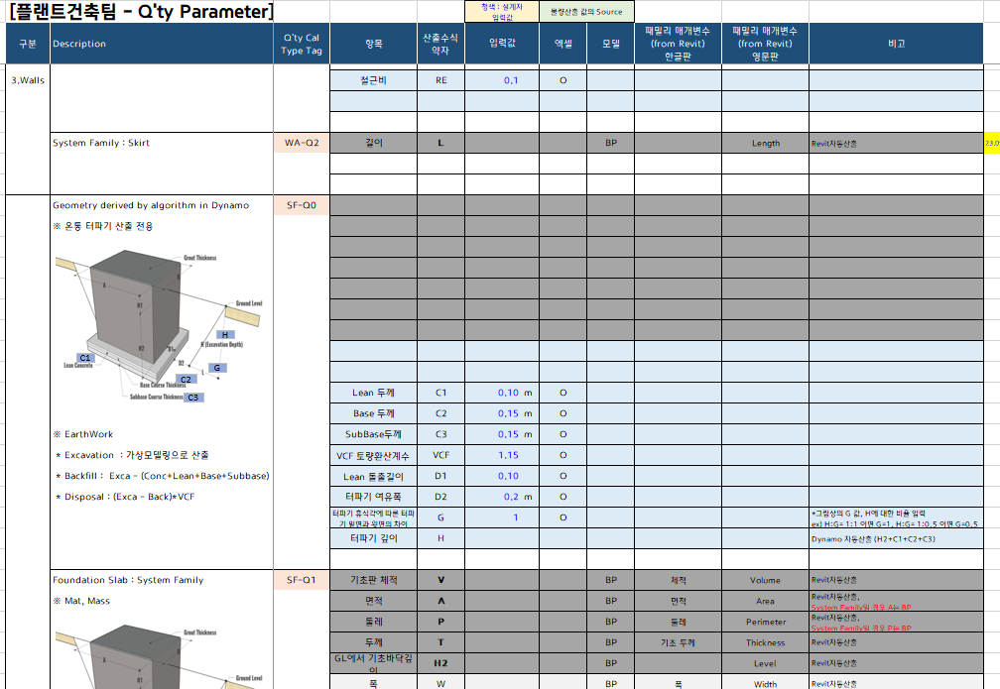 [플랜트건축팀 - Q'ty Parameter]
청색 : 설계자
입력값
물량산출 값의 Source
구분 Description Q'ty Cal
Type Tag 항목 산출수식
약자 입력값 엑셀 모델 패밀리 매개변수
(from Revit)
한글판 패밀리 매개변수
(from Revit)
영문판 비고
3.Walls 철근비 RE 0.1 O
System Family : Skirt WA-Q2 길이 L BP Length Revit자동산출
Geometry derived by algorithm in Dynamo SF-Q0
※ 온통 터파기 산출 전용
Grout Thickness
A
H1
Ground Level
H
H (Excavation Depth)
H2
D1
C1
Lean Concrete
D2
G
L
C2
Base Course Thickness
Subbase Course Thickness C3
Lean 두께 C1 0.10 m O
Base 두께 C2 0.15 m O
※ EarthWork SubBase두께 C3 0.15 m O
* Excavation : 가상모델링으로 산출 VCF 토량환산계수 VCF 1.15 O
* Backfill : Exca - (Conc+Lean+Base+Subbase) Lean 돌출길이 D1 0.10 O
* Disposal : (Exca - Back)*VCF 터파기 여유폭 D2 0.2 m O
터파기 휴식각에 따른 터파
기 밑면과 윗면의 차이 G 1 O *그림상의 G 값, H에 대한 비율 입력
ex) H:G= 1:1 이면 G=1, H:G= 1:0.5 이면 G=0.5
터파기 깊이 H Dynamo 자동산출 (H2+C1+C2+C3)
Foundation Slab : System Family SF-Q1 기초판 체적 V BP 체적 Volume Revit자동산출
※ Mat, Mass 면적 A BP 면적 Area Revit자동산출,
System Family일 경우 A는 BP
둘레 P BP 둘레 Perimeter Revit자동산출,
System Family일 경우 P는 BP
Grout Thickness
두께 T BP 기초 두께 Thickness Revit자동산출
GL에서 기초바닥깊
이 H2 BP Level Revit자동산출
Ground Level
폭 W BP 폭 Width Revit자동산출